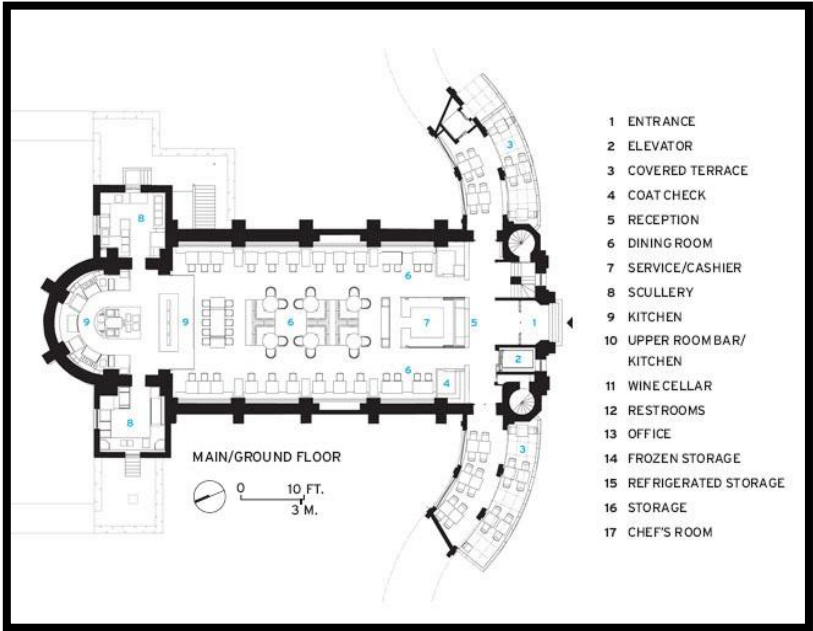 1 ENTRANCE
2 ELEVATOR
3 COVERED TERRACE
4 COAT CHECK
5 RECEPTION
6 DINING ROOM
7 SERVICE/CASHIER
8 SCULLERY
9 KITCHEN
10 UPPER ROOM BAR/
KITCHEN
11 WINE CELLAR
12 RESTROOMS
13 OFFICE
14 FROZEN STORAGE
15 REFRIGERATED STORAGE
16 STORAGE
17 CHEF'S ROOM
3
8
6
9
9
6
7
5
1
2
6
4
8
3
MAIN/GROUND FLOOR
0 10 FT.
3 M.